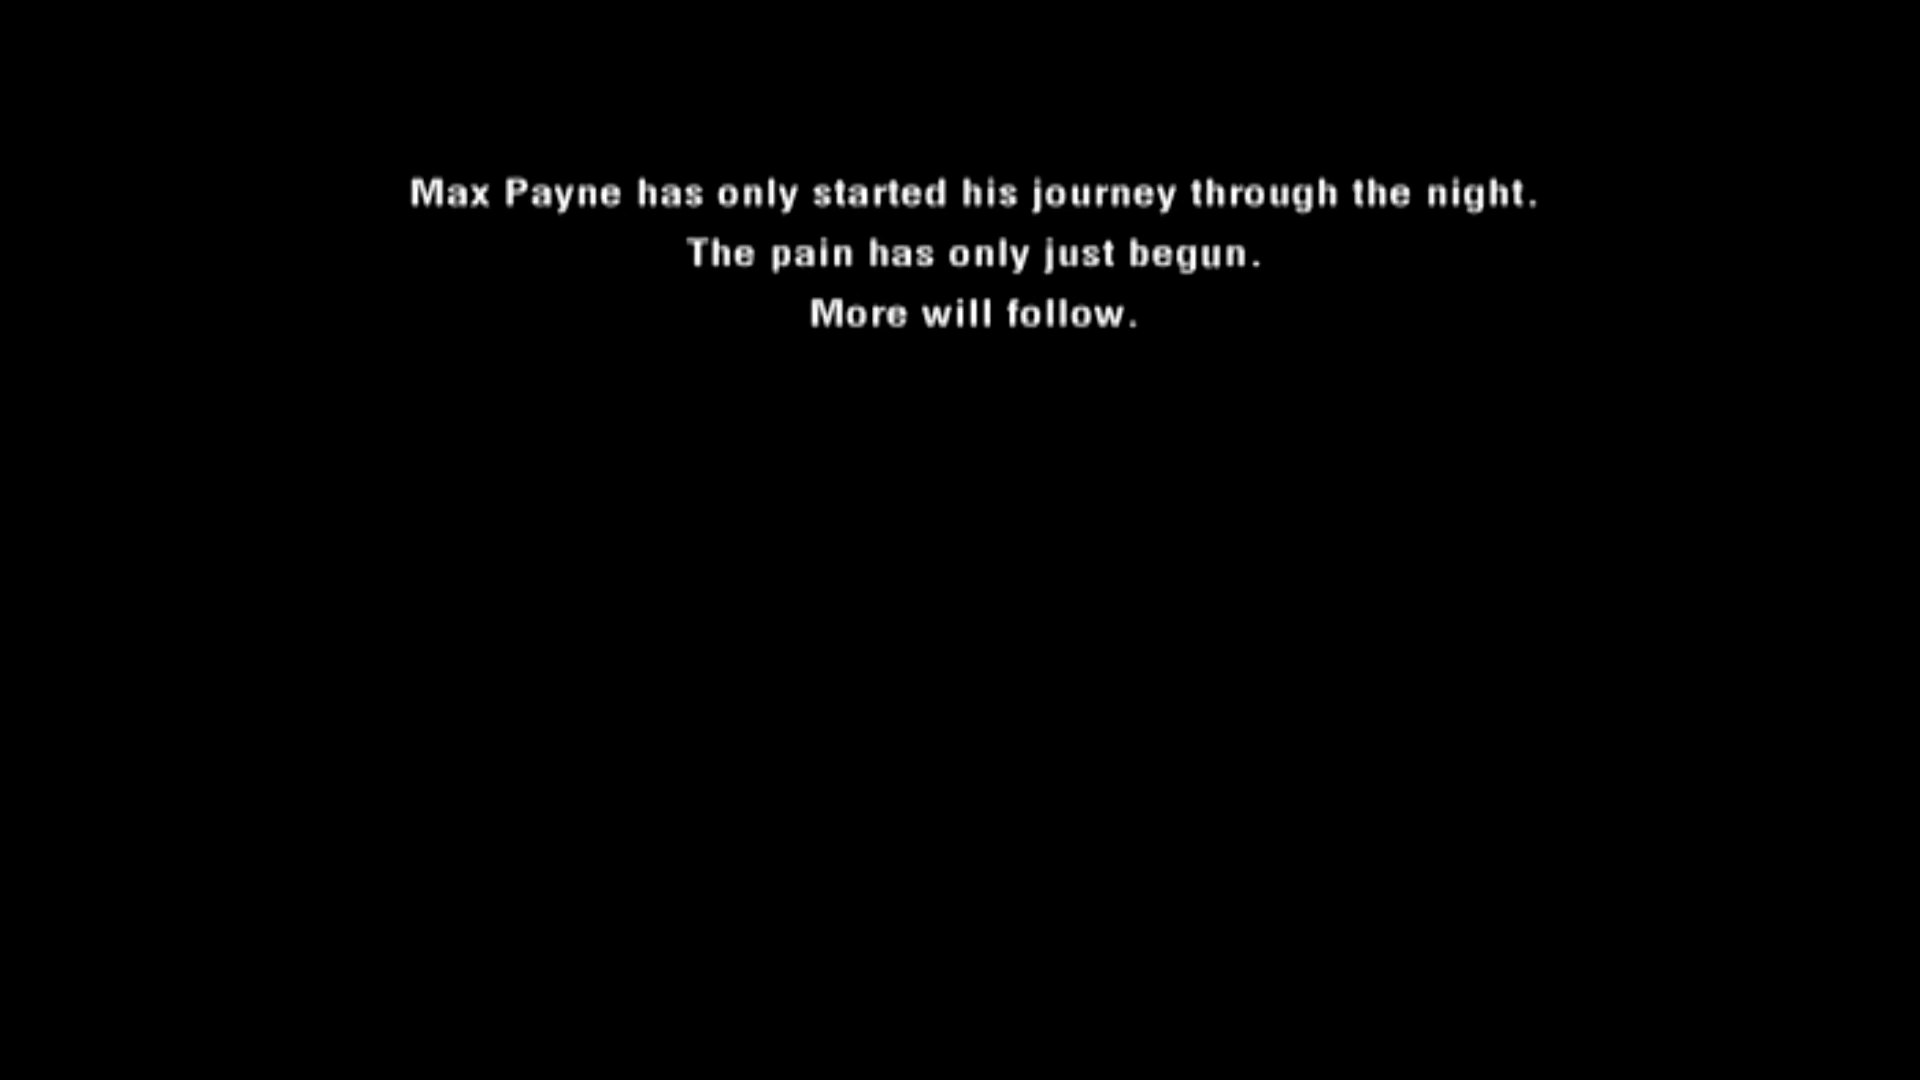 Max Payne has only started his journey through the night.
The pain has only just begun.
More will follow.